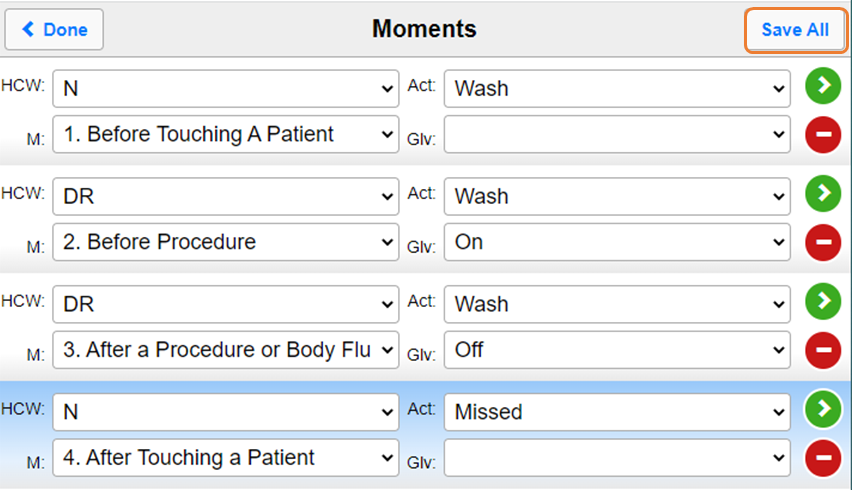 Done Moments Save All
HCW: N Act: Wash
M: 1. Before Touching A Patient Glv:
HCW: DR Act: Wash
M: 2. Before Procedure Glv: On
HCW: DR Act: Wash
M: 3. After a Procedure or Body Flu Glv: Off
HCW: N Act: Missed
M: 4. After Touching a Patient Glv: